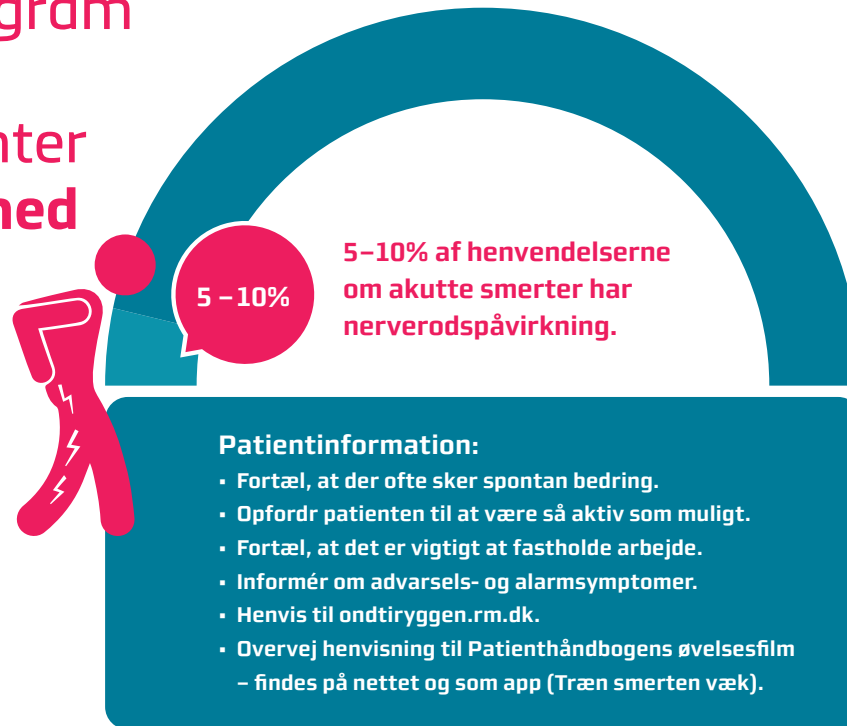 gram
nter
ned
5 – 10%
5–10% af henvendelserne
om akutte smerter har
nerverodspåvirkning.
Patientinformation:
• Fortæl, at der ofte sker spontan bedring.
• Opfordr patienten til at være så aktiv som muligt.
• Fortæl, at det er vigtigt at fastholde arbejde.
• Informér om advarsels- og alarmsymptomer.
• Henvis til ondtiryggen.rm.dk.
• Overvej henvisning til Patienthåndbogens øvelsesfilm
– findes på nettet og som app (Træn smerten væk).